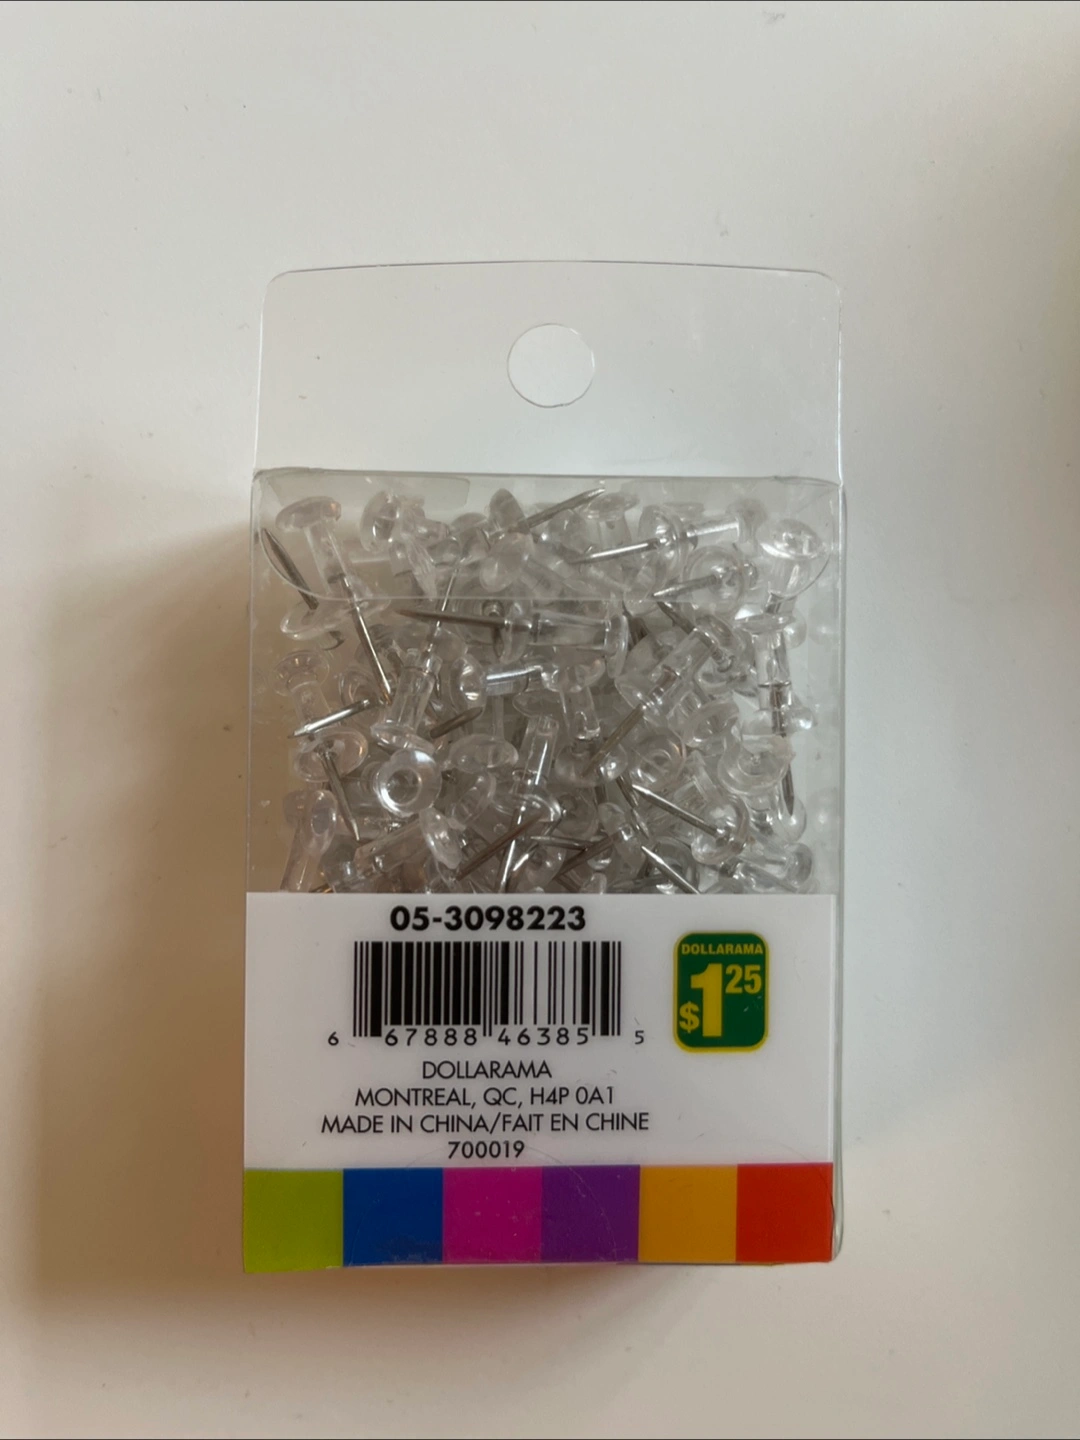 05-3098223
6 67888 46385 5
DOLLARAMA
$1 25
DOLLARAMA
MONTREAL, QC, H4P 0A1
MADE IN CHINA/FAIT EN CHINE
700019